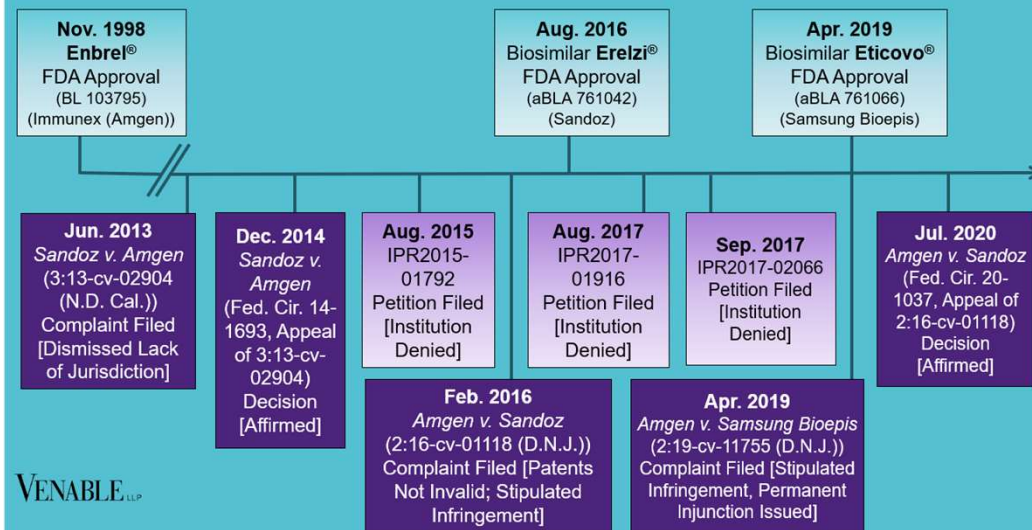 Nov. 1998
Enbrel®
FDA Approval
(BL 103795)
(Immunex (Amgen))
Aug. 2016
Biosimilar Erelzi®
FDA Approval
(aBLA 761042)
(Sandoz)
Apr. 2019
Biosimilar Eticovo®
FDA Approval
(aBLA 761066)
(Samsung Bioepis)
Jun. 2013
Sandoz v. Amgen
(3:13-cv-02904
(N.D. Cal.))
Complaint Filed
[Dismissed Lack
of Jurisdiction]
Dec. 2014
Sandoz v.
Amgen
(Fed. Cir. 14-
1693, Appeal
of 3:13-cv-
02904)
Decision
[Affirmed]
Aug. 2015
IPR2015-
01792
Petition Filed
[Institution
Denied]
Aug. 2017
IPR2017-
01916
Petition Filed
[Institution
Denied]
Sep. 2017
IPR2017-02066
Petition Filed
[Institution
Denied]
Jul. 2020
Amgen v. Sandoz
(Fed. Cir. 20-
1037, Appeal of
2:16-cv-01118)
Decision
[Affirmed]
Feb. 2016
Amgen v. Sandoz
(2:16-cv-01118 (D.N.J.))
Complaint Filed [Patents
Not Invalid; Stipulated
Infringement]
Apr. 2019
Amgen v. Samsung Bioepis
(2:19-cv-11755 (D.N.J.))
Complaint Filed [Stipulated
Infringement, Permanent
Injunction Issued]
VENABLE LLP